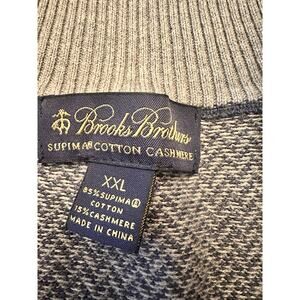 Brooks Brothers
SUPIMA® COTTON CASHMERE
XXL
85% SUPIMA®
COTTON
15% CASHMERE
MADE IN CHINA